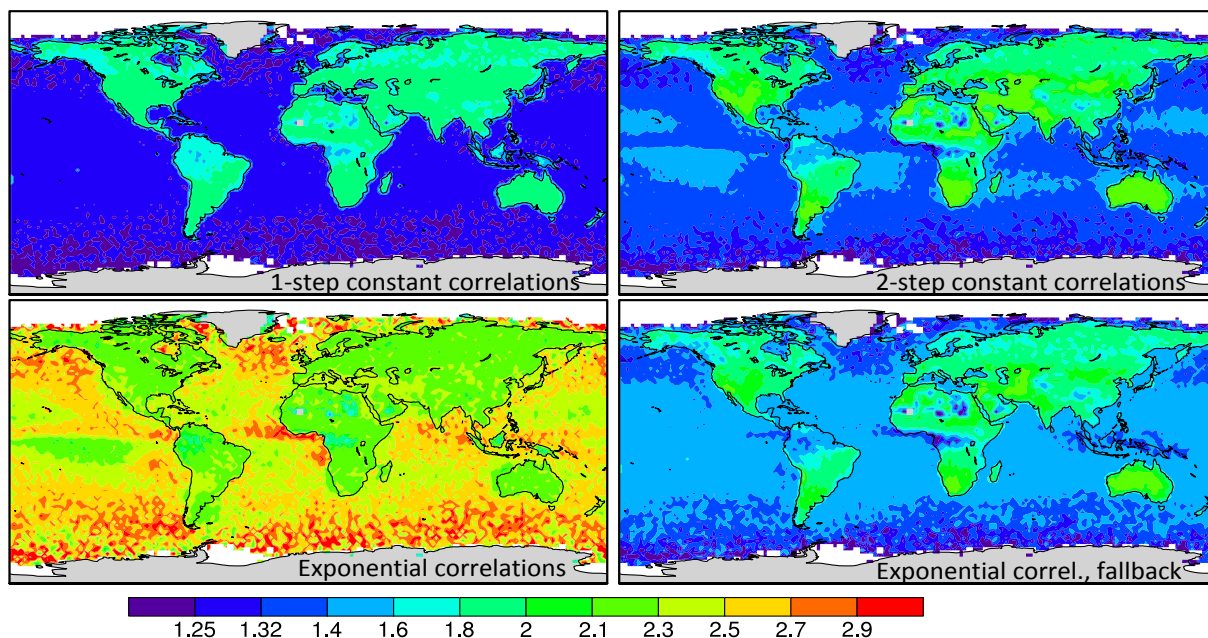 1-step constant correlations
2-step constant correlations
Exponential correlations
Exponential correl., fallback
1.25 1.32 1.4 1.6 1.8 2 2.1 2.3 2.5 2.7 2.9